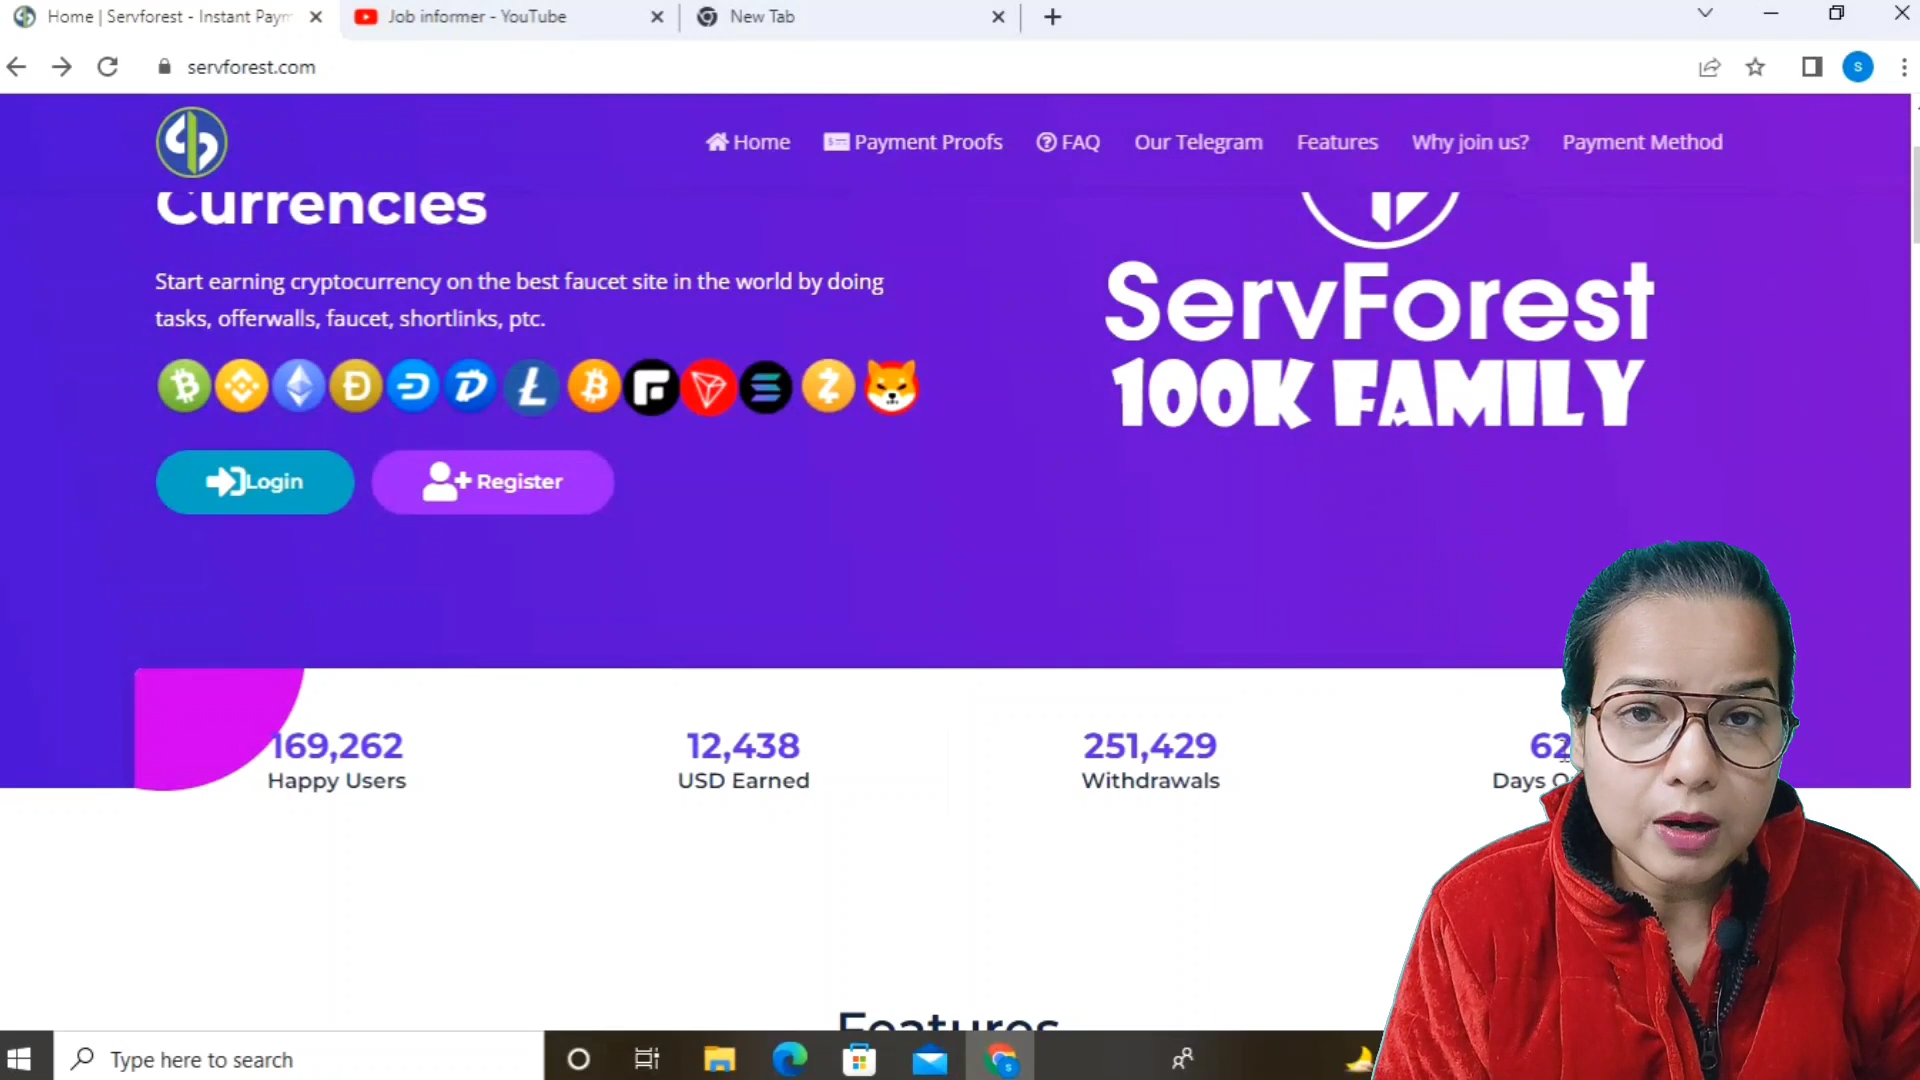 Home | Servforest - Instant Paym
Job informer - YouTube
New Tab
servforest.com
Home
Payment Proofs
FAQ
Our Telegram
Features
Why join us?
Payment Method
Currencies
Start earning cryptocurrency on the best faucet site in the world by doing
tasks, offerwalls, faucet, shortlinks, ptc.
Login
Register
ServForest
100K FAMILY
169,262
Happy Users
12,438
USD Earned
251,429
Withdrawals
Days
Features
Type here to search